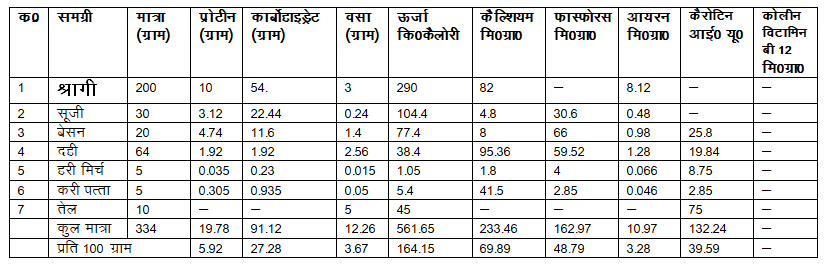 क0 समग्री मात्रा (ग्राम) प्रोटीन (ग्राम) कार्बोहाइड्रेट (ग्राम) वसा (ग्राम) ऊर्जा कि0कैलोरी कैल्शियम मि0ग्रा0 फास्फोरस मि0ग्रा0 आयरन मि0ग्रा0 कैरोटिन आई0 यू0 कोलीन विटामिन बी 12 मि0ग्रा0
1 श्रागी 200 10 54. 3 290 82 — 8.12 — —
2 सूजी 30 3.12 22.44 0.24 104.4 4.8 30.6 0.48 — —
3 बेसन 20 4.74 11.6 1.4 77.4 8 66 0.98 25.8 —
4 दही 64 1.92 1.92 2.56 38.4 95.36 59.52 1.28 19.84 —
5 हरी मिर्च 5 0.035 0.23 0.015 1.05 1.8 4 0.066 8.75 —
6 करी पत्ता 5 0.305 0.935 0.05 5.4 41.5 2.85 0.046 2.85 —
7 तेल 10 — — 5 45 — — — 75 —
कुल मात्रा 334 19.78 91.12 12.26 561.65 233.46 162.97 10.97 132.24 —
प्रति 100 ग्राम 5.92 27.28 3.67 164.15 69.89 48.79 3.28 39.59 —